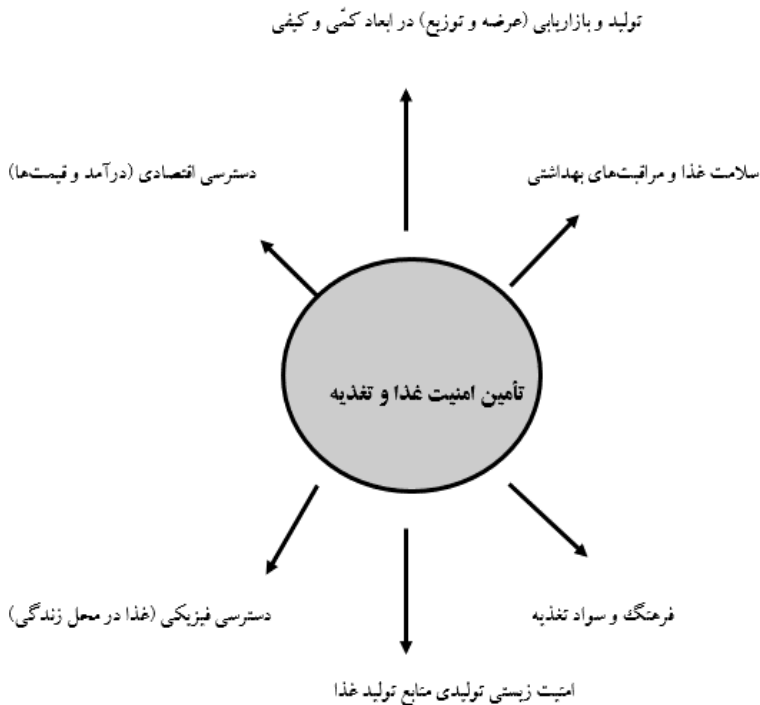 تولید و بازاریابی (عرضه و توزیع) در ابعاد کمّی و کیفی
سلامت غذا و مراقبت‌های بهداشتی
دسترسی اقتصادی (درآمد و قیمت‌ها)
تأمین امنیت غذا و تغذیه
فرهنگ و سواد تغذیه
دسترسی فیزیکی (غذا در محل زندگی)
امنیت زیستی تولیدی منابع تولید غذا